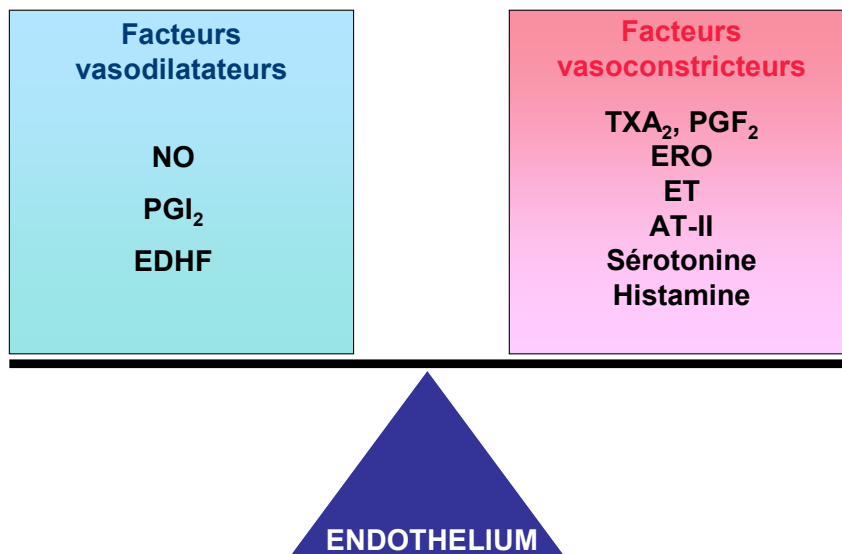 Facteurs
vasodilatateurs
NO
PGI₂
EDHF
Facteurs
vasoconstricteurs
TXA₂, PGF₂
ERO
ET
AT-II
Sérotonine
Histamine
ENDOTHELIUM